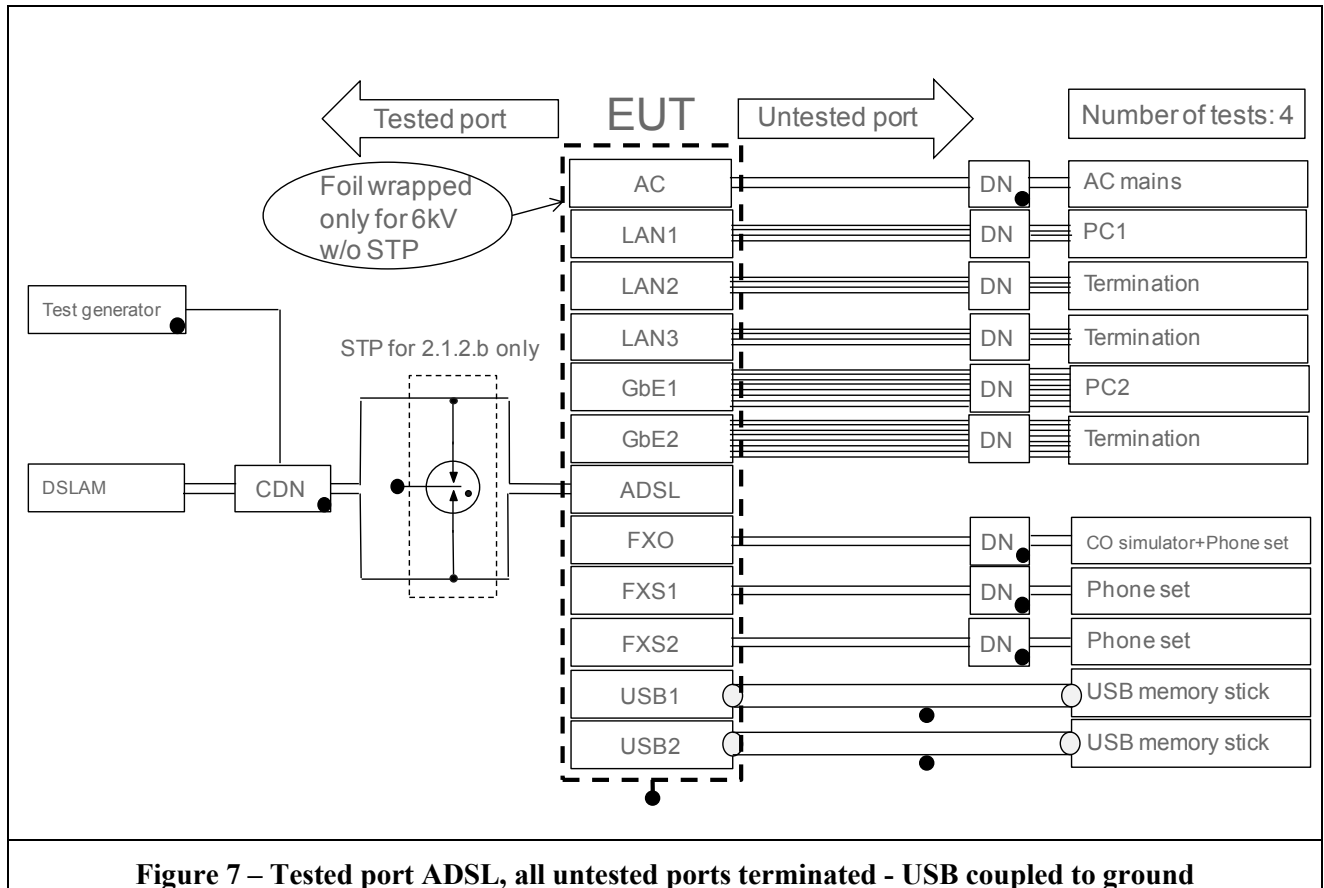 Tested port
EUT
Untested port
Number of tests: 4
Foil wrapped
only for 6kV
w/o STP
AC
DN
AC mains
LAN1
DN
PC1
LAN2
DN
Termination
Test generator
LAN3
DN
Termination
STP for 2.1.2.b only
GbE1
DN
PC2
GbE2
DN
Termination
DSLAM
CDN
ADSL
FXO
DN
CO simulator+Phone set
FXS1
DN
Phone set
FXS2
DN
Phone set
USB1
USB memory stick
USB2
USB memory stick
Figure 7 – Tested port ADSL, all untested ports terminated - USB coupled to ground